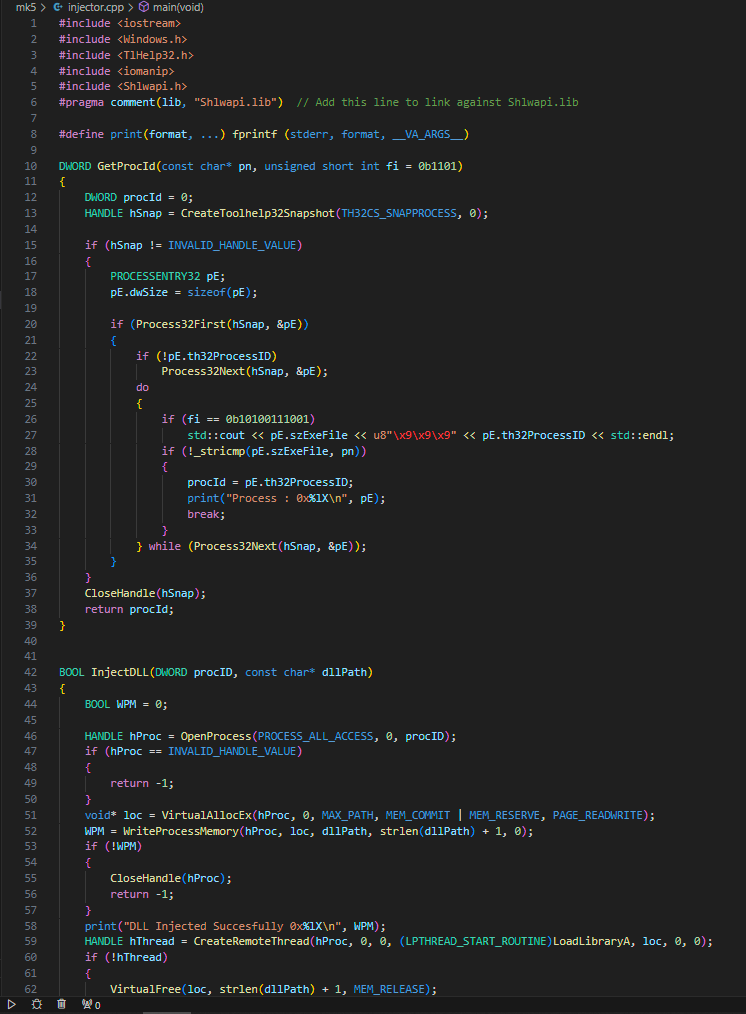 mk5 > injector.cpp > main(void)
1 #include <iostream>
2 #include <Windows.h>
3 #include <TlHelp32.h>
4 #include <iomanip>
5 #include <Shlwapi.h>
6 #pragma comment(lib, "Shlwapi.lib")  // Add this line to link against Shlwapi.lib
7
8 #define print(format, ...) fprintf (stderr, format, __VA_ARGS__)
9
10 DWORD GetProcId(const char* pn, unsigned short int fi = 0b1101)
11 {
12     DWORD procId = 0;
13     HANDLE hSnap = CreateToolhelp32Snapshot(TH32CS_SNAPPROCESS, 0);
14
15     if (hSnap != INVALID_HANDLE_VALUE)
16     {
17         PROCESSENTRY32 pE;
18         pE.dwSize = sizeof(pE);
19
20         if (Process32First(hSnap, &pE))
21         {
22             if (!pE.th32ProcessID)
23                 Process32Next(hSnap, &pE);
24             do
25             {
26                 if (fi == 0b10100111001)
27                     std::cout << pE.szExeFile << u8"\x9\x9\x9" << pE.th32ProcessID << std::endl;
28                 if (!_stricmp(pE.szExeFile, pn))
29                 {
30                     procId = pE.th32ProcessID;
31                     print("Process : 0x%lX\n", pE);
32                     break;
33                 }
34             } while (Process32Next(hSnap, &pE));
35         }
36     }
37     CloseHandle(hSnap);
38     return procId;
39 }
40
41
42 BOOL InjectDLL(DWORD procID, const char* dllPath)
43 {
44     BOOL WPM = 0;
45
46     HANDLE hProc = OpenProcess(PROCESS_ALL_ACCESS, 0, procID);
47     if (hProc == INVALID_HANDLE_VALUE)
48     {
49         return -1;
50     }
51     void* loc = VirtualAllocEx(hProc, 0, MAX_PATH, MEM_COMMIT | MEM_RESERVE, PAGE_READWRITE);
52     WPM = WriteProcessMemory(hProc, loc, dllPath, strlen(dllPath) + 1, 0);
53     if (!WPM)
54     {
55         CloseHandle(hProc);
56         return -1;
57     }
58     print("DLL Injected Succesfully 0x%lX\n", WPM);
59     HANDLE hThread = CreateRemoteThread(hProc, 0, 0, (LPTHREAD_START_ROUTINE)LoadLibraryA, loc, 0, 0);
60     if (!hThread)
61     {
62         VirtualFree(loc, strlen(dllPath) + 1, MEM_RELEASE);
0